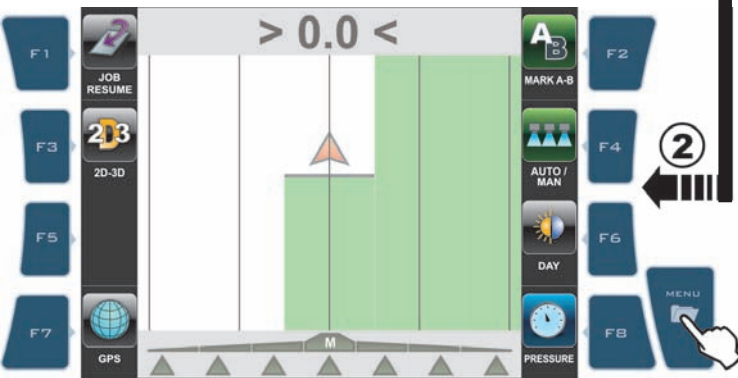 > 0.0 <
F1
JOB
RESUME
A
B
MARK A-B
F2
F3
2D3
2D-3D
AUTO /
MAN
F4
2
F5
DAY
F6
MENU
F7
GPS
M
PRESSURE
F8